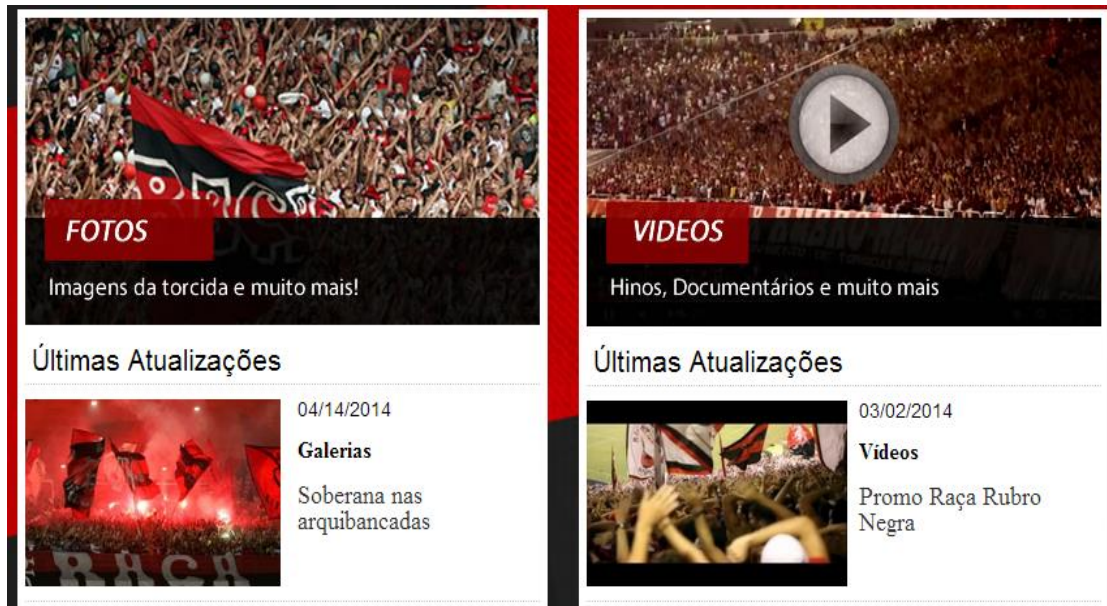 FOTOS
Imagens da torcida e muito mais!
Últimas Atualizações
04/14/2014
Galerias
Soberana nas
arquibancadas
RAÇA
VIDEOS
Hinos, Documentários e muito mais
Últimas Atualizações
03/02/2014
Vídeos
Promo Raça Rubro
Negra